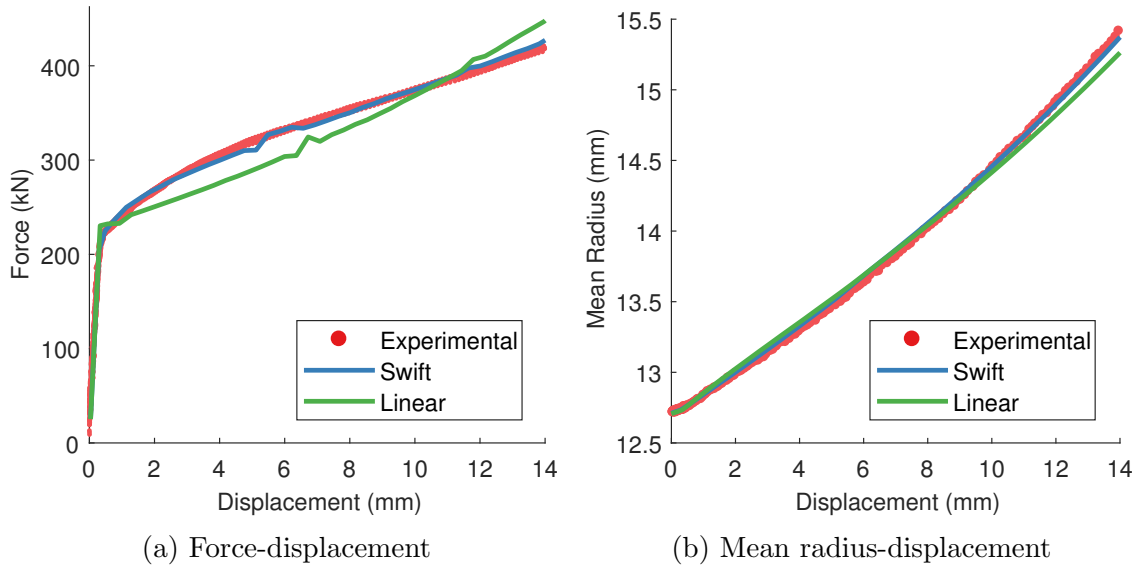 400
300
200
100
0
Force (kN)
0 2 4 6 8 10 12 14
Displacement (mm)
Experimental
Swift
Linear
(a) Force-displacement
15.5
15
14.5
14
13.5
13
12.5
Mean Radius (mm)
0 2 4 6 8 10 12 14
Displacement (mm)
Experimental
Swift
Linear
(b) Mean radius-displacement